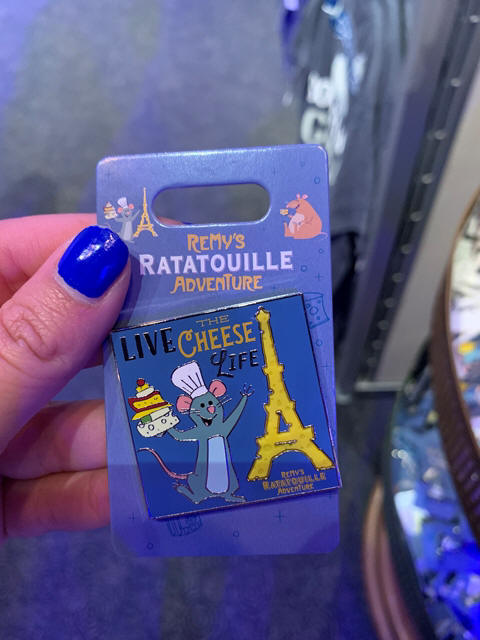 REMY'S
RATATOUILLE
ADVENTURE
THE
LIVE CHEESE
LIFE
REMY'S
RATATOUILLE
ADVENTURE